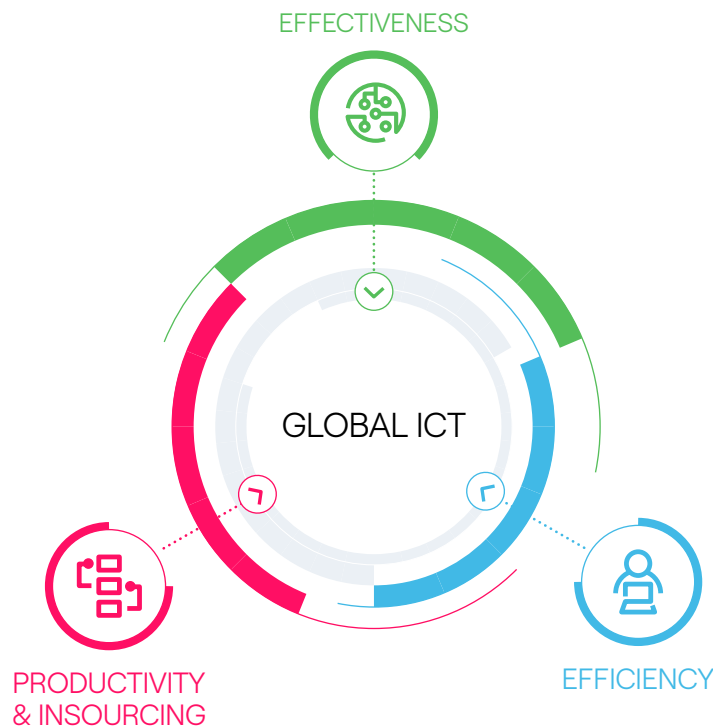 EFFECTIVENESS
GLOBAL ICT
PRODUCTIVITY
& INSOURCING
EFFICIENCY